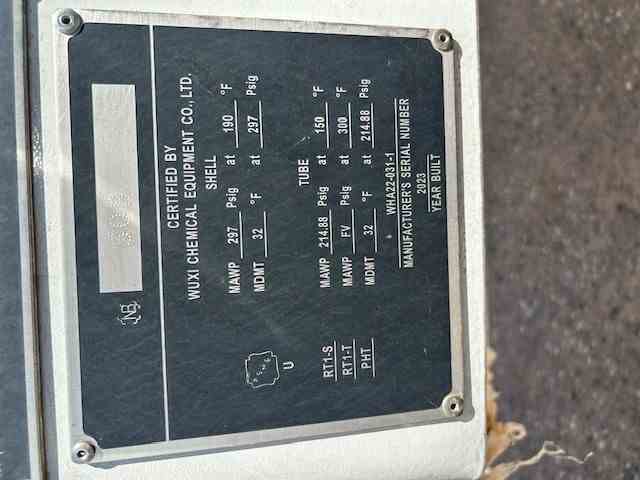 NB
CERTIFIED BY
WUXI CHEMICAL EQUIPMENT CO., LTD.
SHELL
MAWP 297 Psig at 190 °F
MDMT 32 °F at 297 Psig
TUBE
U
RT1-S MAWP 214.88 Psig at 150 °F
RT1-T MAWP FV Psig at 300 °F
PHT MDMT 32 °F at 214.88 Psig
WHA22-031-1
MANUFACTURER'S SERIAL NUMBER
2023
YEAR BUILT